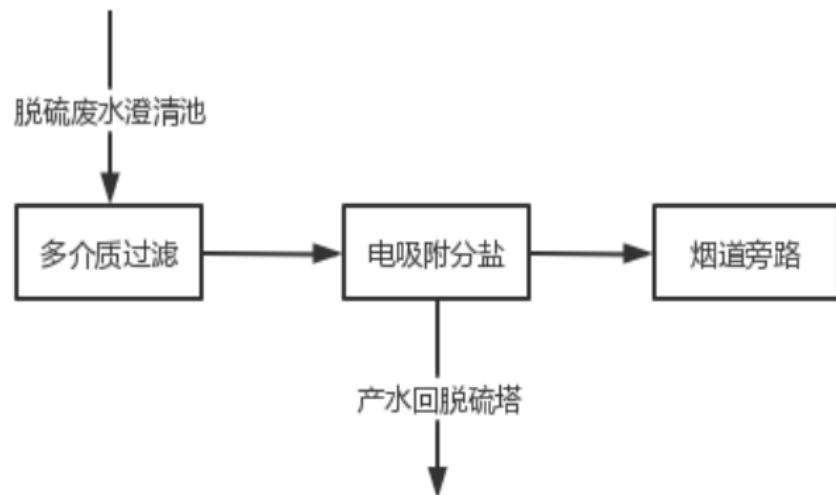 脱硫废水澄清池
多介质过滤
电吸附分盐
烟道旁路
产水回脱硫塔